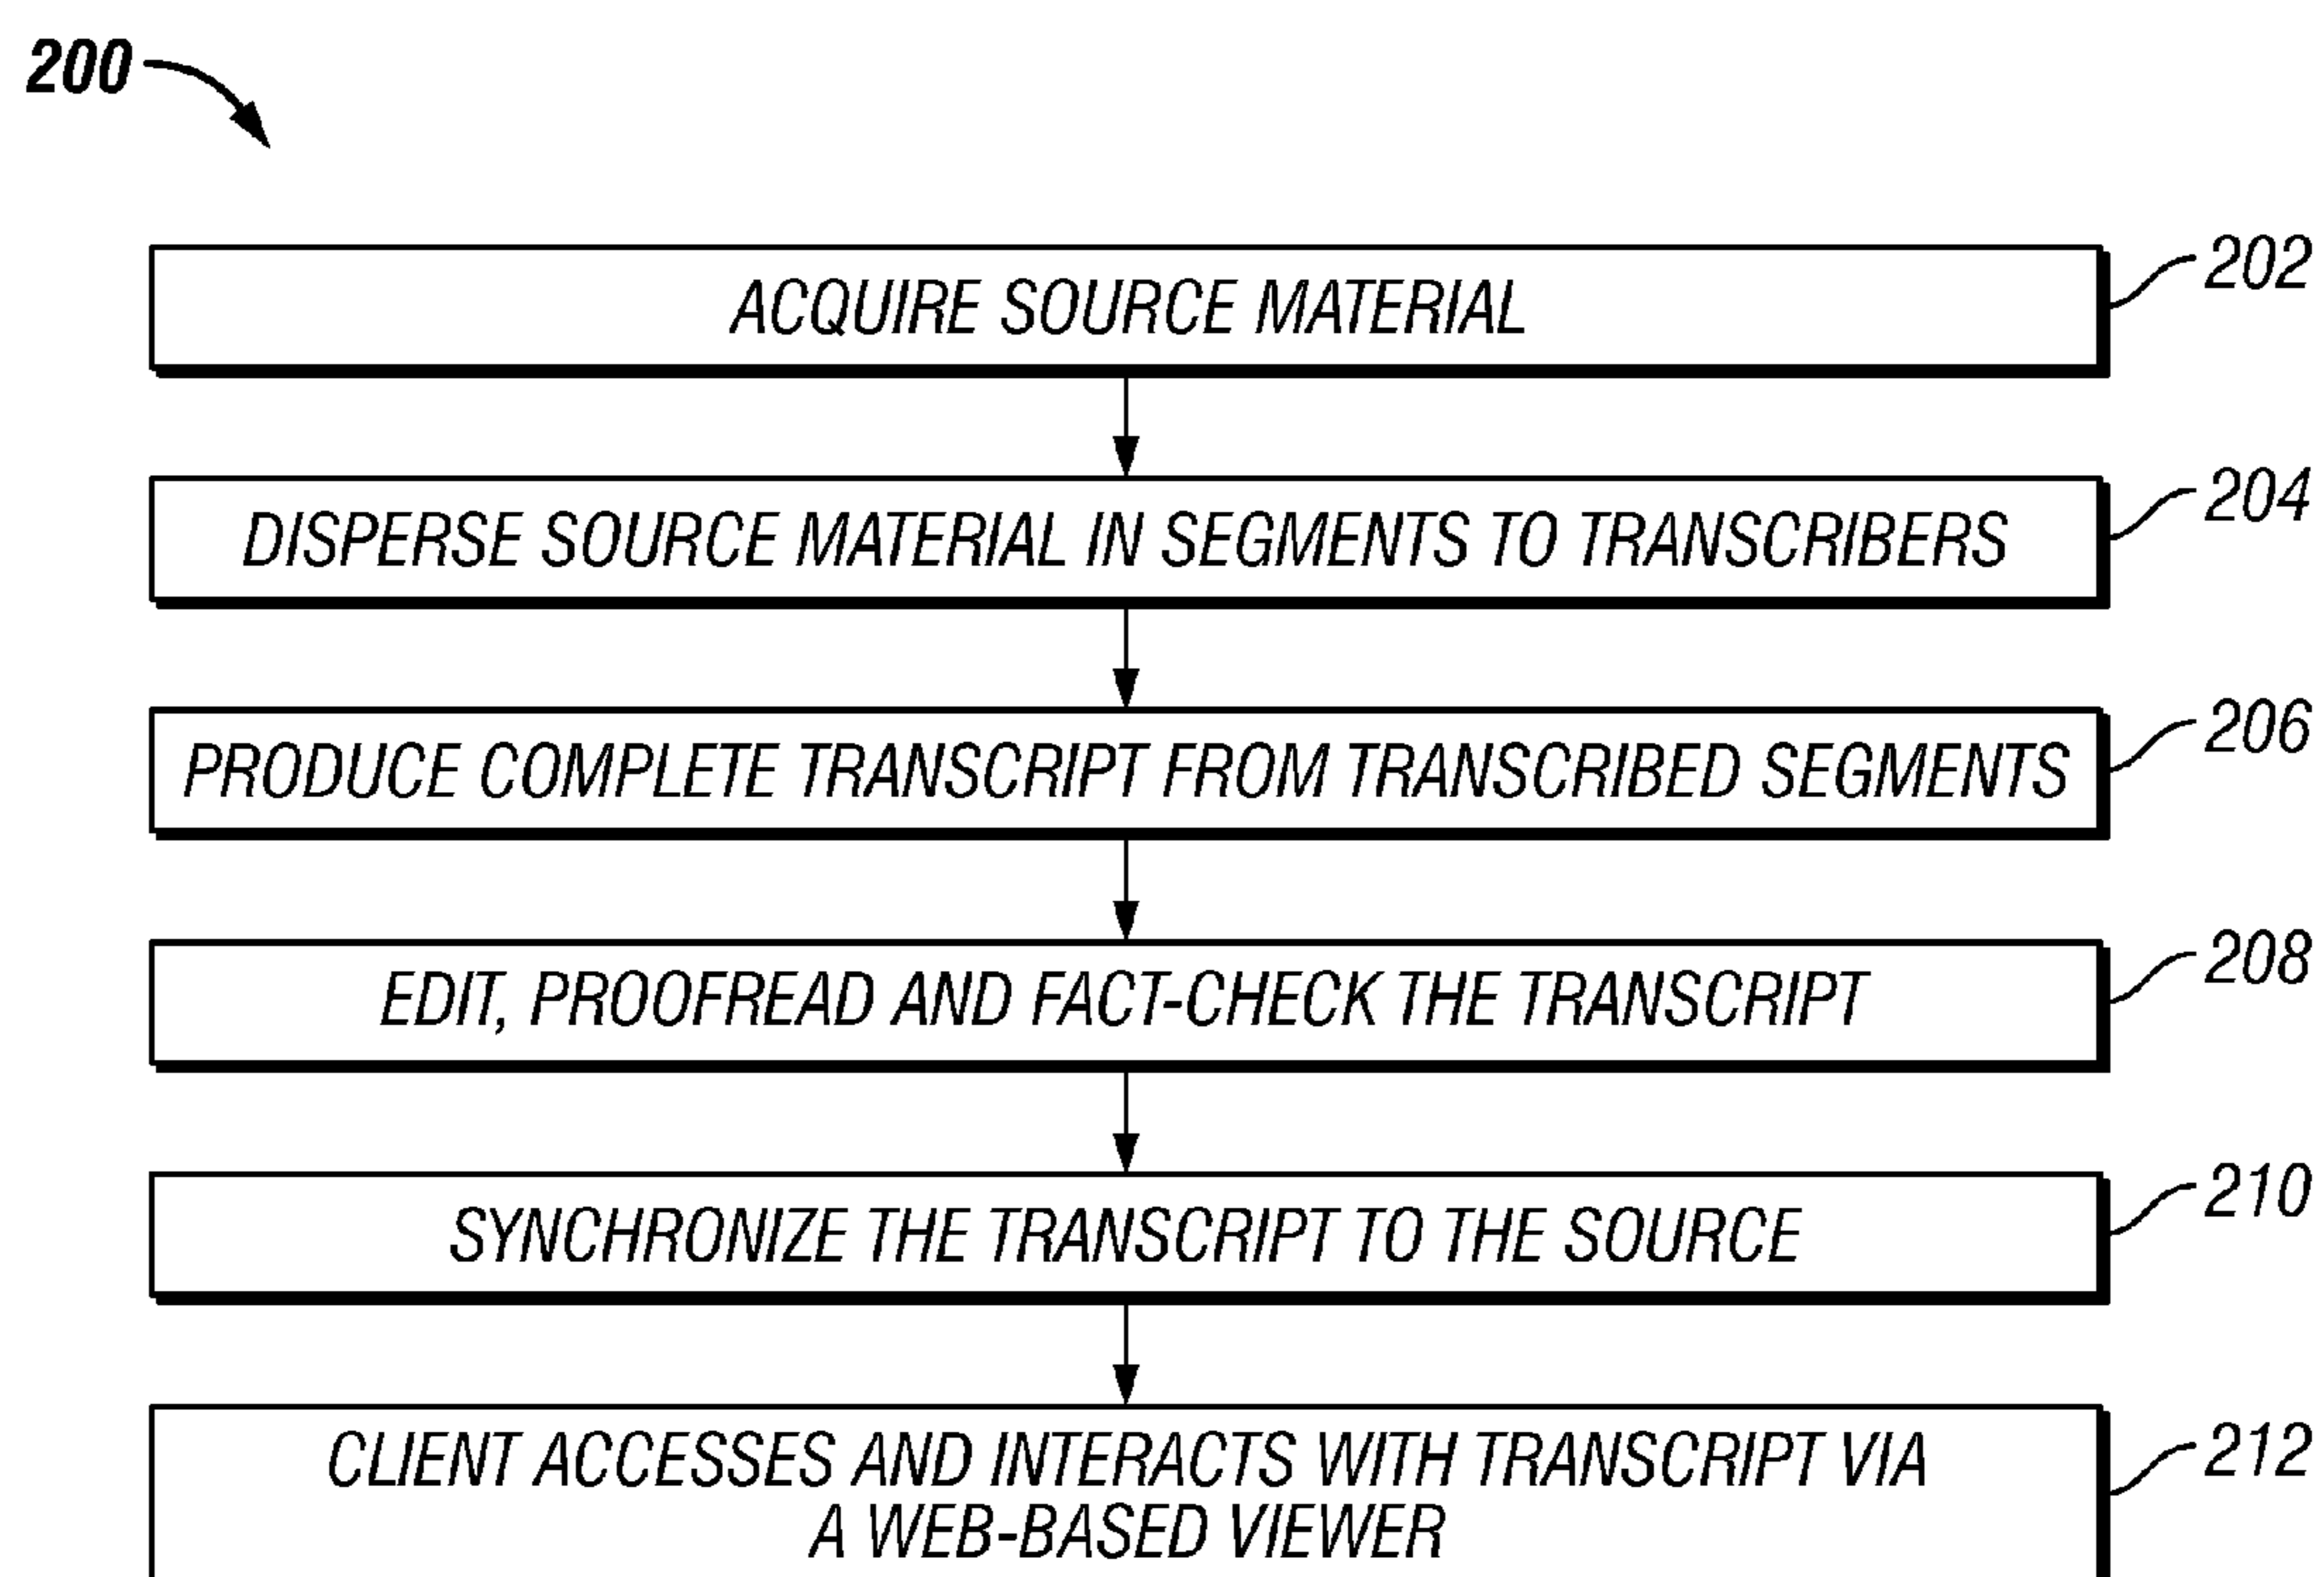 200
ACQUIRE SOURCE MATERIAL
202
DISPERSE SOURCE MATERIAL IN SEGMENTS TO TRANSCRIBERS
204
PRODUCE COMPLETE TRANSCRIPT FROM TRANSCRIBED SEGMENTS
206
EDIT, PROOFREAD AND FACT-CHECK THE TRANSCRIPT
208
SYNCHRONIZE THE TRANSCRIPT TO THE SOURCE
210
CLIENT ACCESSES AND INTERACTS WITH TRANSCRIPT VIA
A WEB-BASED VIEWER
212